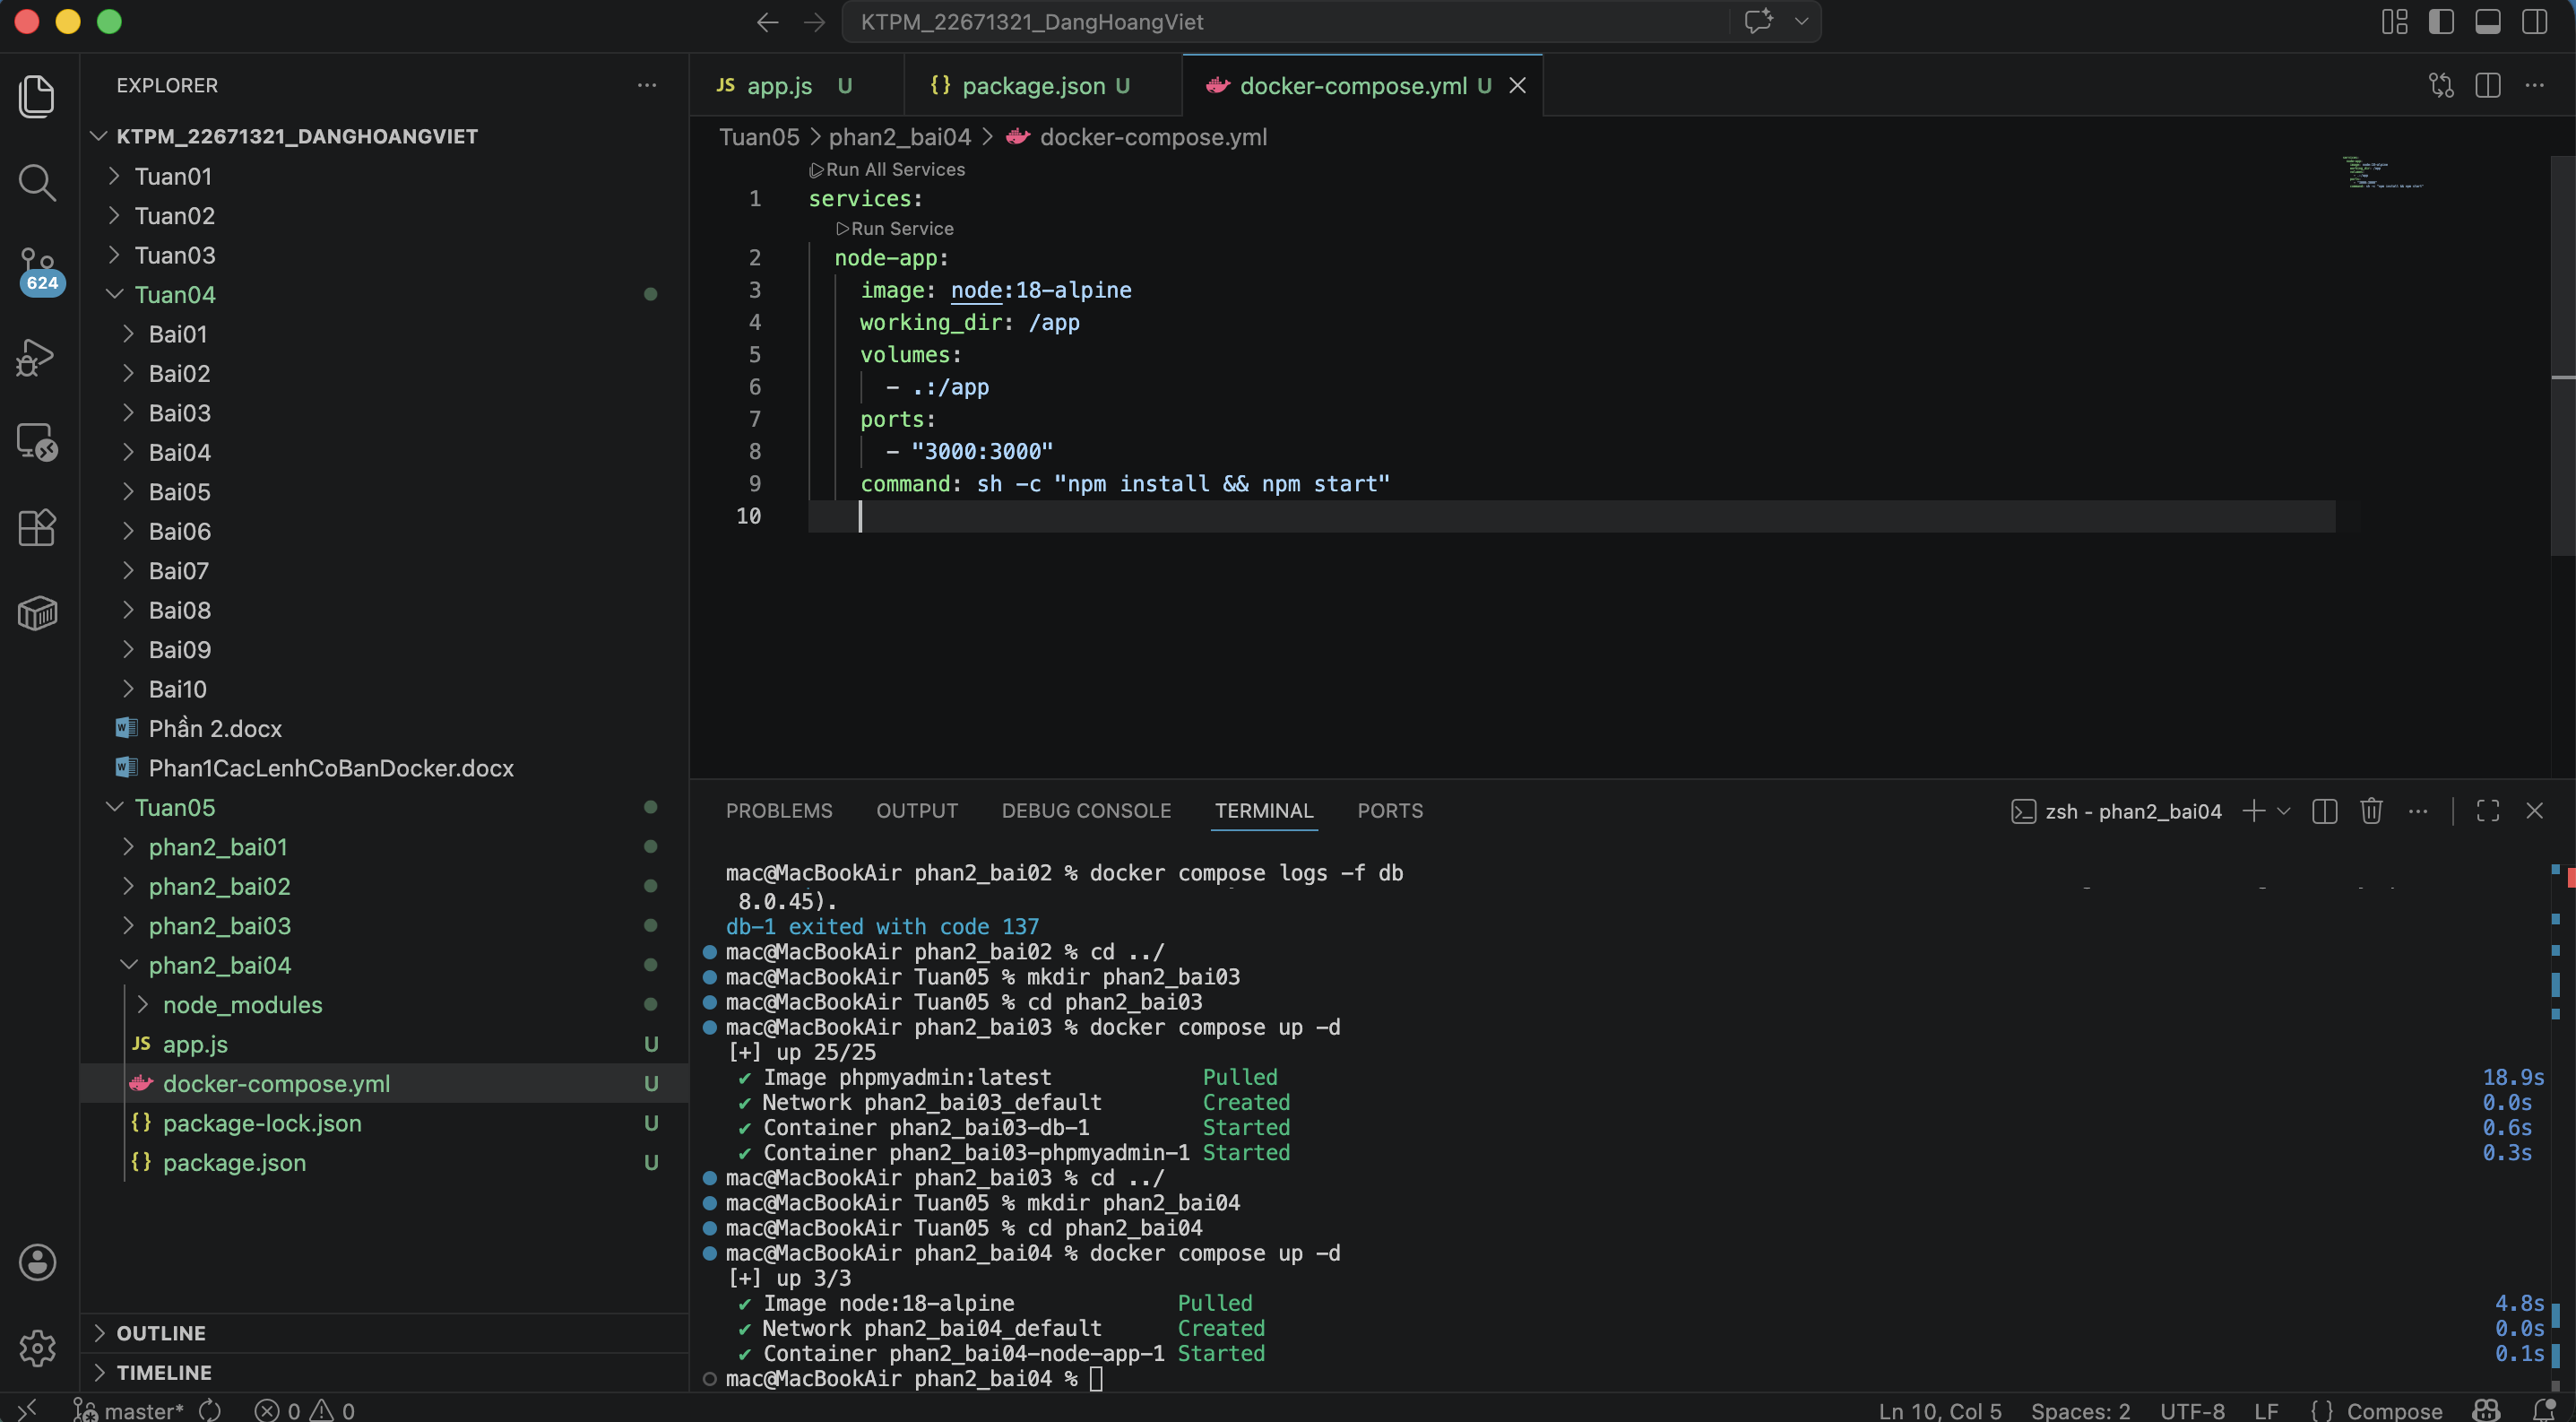 KTPM_22671321_DangHoangViet
EXPLORER
KTPM_22671321_DANGHOANGVIET
Tuan01
Tuan02
Tuan03
Tuan04
Bai01
Bai02
Bai03
Bai04
Bai05
Bai06
Bai07
Bai08
Bai09
Bai10
Phần 2.docx
Phan1CacLenhCoBanDocker.docx
Tuan05
phan2_bai01
phan2_bai02
phan2_bai03
phan2_bai04
node_modules
JS app.js U
docker-compose.yml U
{} package-lock.json U
{} package.json U
OUTLINE
TIMELINE
624
JS app.js U
{} package.json U
docker-compose.yml U
Tuan05 > phan2_bai04 > docker-compose.yml
Run All Services
1 services:
Run Service
2 node-app:
3 image: node:18-alpine
4 working_dir: /app
5 volumes:
6 - .:/app
7 ports:
8 - "3000:3000"
9 command: sh -c "npm install && npm start"
10
PROBLEMS OUTPUT DEBUG CONSOLE TERMINAL PORTS
zsh - phan2_bai04
mac@MacBookAir phan2_bai02 % docker compose logs -f db
8.0.45).
db-1 exited with code 137
mac@MacBookAir phan2_bai02 % cd ../
mac@MacBookAir Tuan05 % mkdir phan2_bai03
mac@MacBookAir Tuan05 % cd phan2_bai03
mac@MacBookAir phan2_bai03 % docker compose up -d
[+] up 25/25
✔ Image phpmyadmin:latest Pulled 18.9s
✔ Network phan2_bai03_default Created 0.0s
✔ Container phan2_bai03-db-1 Started 0.6s
✔ Container phan2_bai03-phpmyadmin-1 Started 0.3s
mac@MacBookAir phan2_bai03 % cd ../
mac@MacBookAir Tuan05 % mkdir phan2_bai04
mac@MacBookAir Tuan05 % cd phan2_bai04
mac@MacBookAir phan2_bai04 % docker compose up -d
[+] up 3/3
✔ Image node:18-alpine Pulled 4.8s
✔ Network phan2_bai04_default Created 0.0s
✔ Container phan2_bai04-node-app-1 Started 0.1s
mac@MacBookAir phan2_bai04 %
master* 0 0
Ln 10, Col 5 Spaces: 2 UTF-8 LF {} Compose